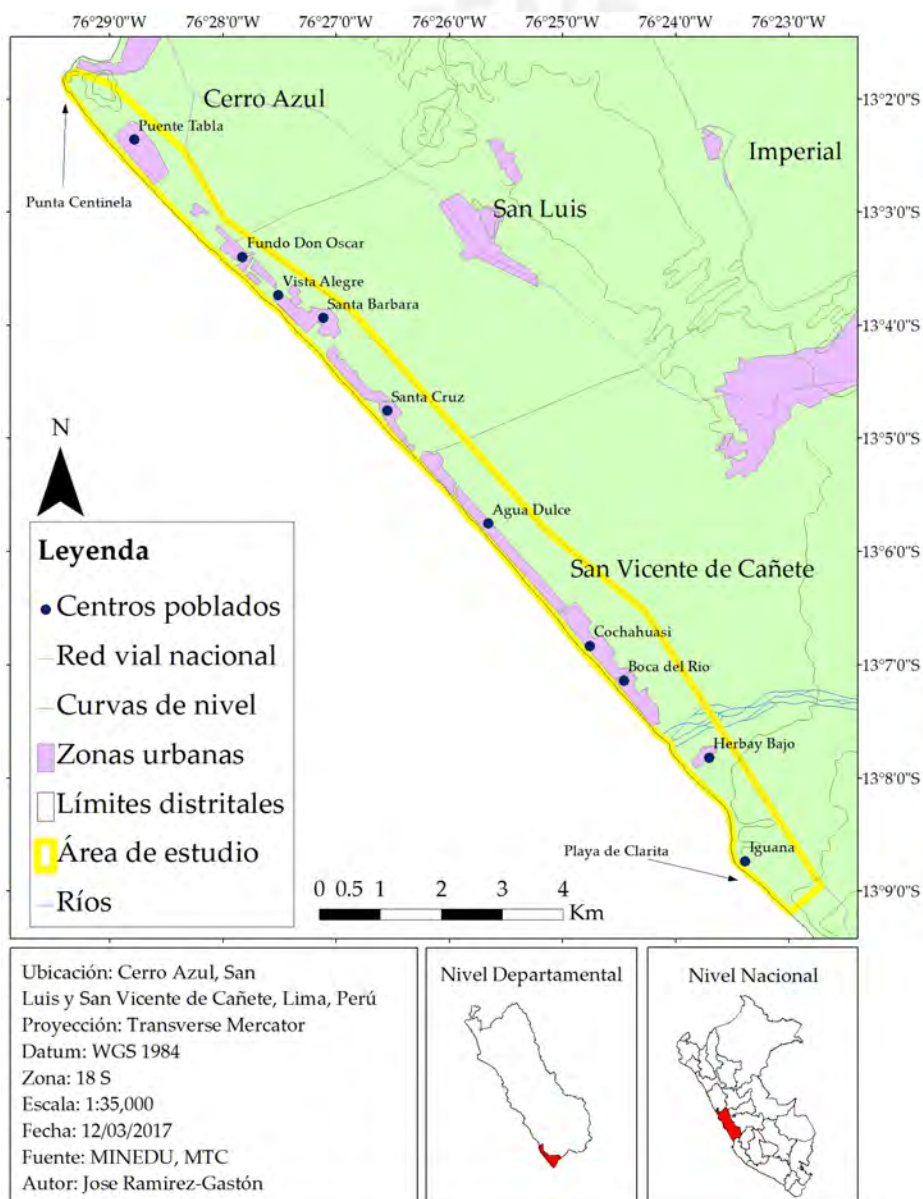 76°29'0"W 76°28'0"W 76°27'0"W 76°26'0"W 76°25'0"W 76°24'0"W 76°23'0"W
Cerro Azul
13°2'0"S
Puente Tabla
Imperial
Punta Centinela
San Luis
13°3'0"S
Fundo Don Oscar
Vista Alegre
Santa Barbara
13°4'0"S
Santa Cruz
N
13°5'0"S
Agua Dulce
13°6'0"S
San Vicente de Cañete
Cochahuasi
Boca del Rio
13°7'0"S
Herbay Bajo
13°8'0"S
Playa de Clarita
Iguana
13°9'0"S
Leyenda
Centros poblados
Red vial nacional
Curvas de nivel
Zonas urbanas
Límites distritales
Área de estudio
Ríos
0 0.5 1 2 3 4
Km
Ubicación: Cerro Azul, San
Luis y San Vicente de Cañete, Lima, Perú
Proyección: Transverse Mercator
Datum: WGS 1984
Zona: 18 S
Escala: 1:35,000
Fecha: 12/03/2017
Fuente: MINEDU, MTC
Autor: Jose Ramirez-Gastón
Nivel Departamental
Nivel Nacional